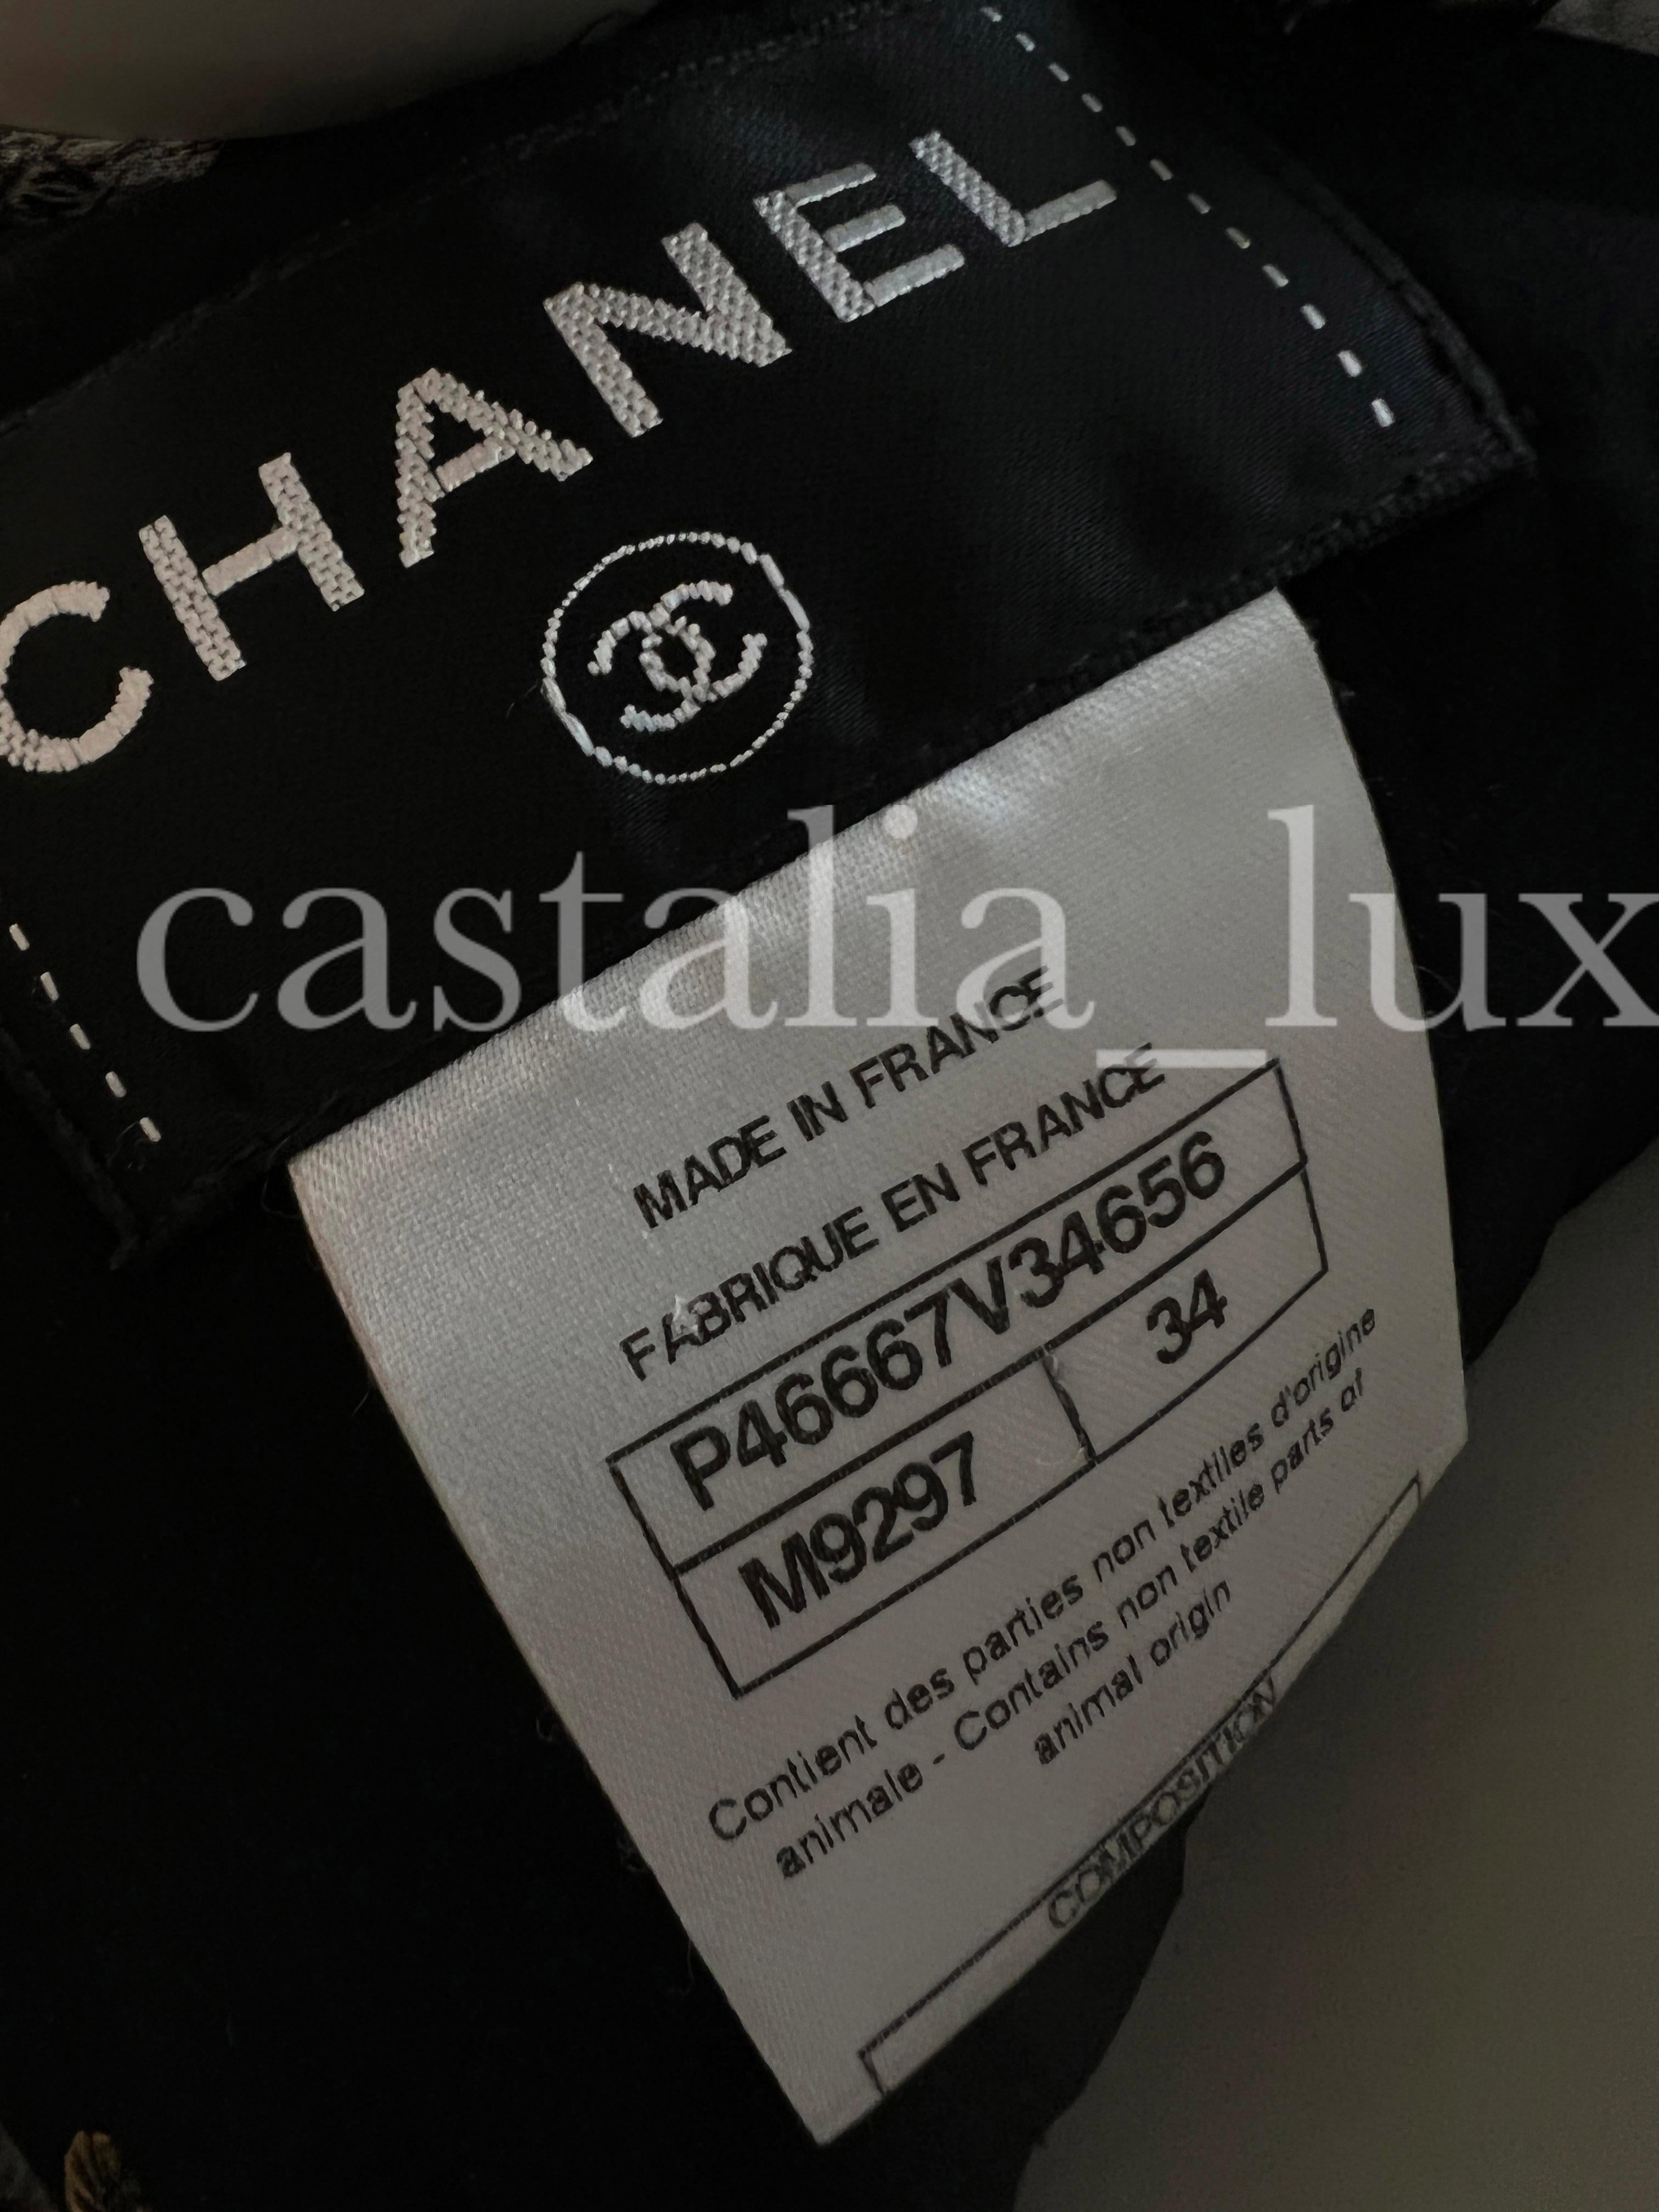 CHANEL
castalia_lux
MADE IN FRANCE
FABRIQUE EN FRANCE
P46667V34656
M9297 34
Contient des parties non textiles d'origine
animale - Contains non textile parts of
animal origin
COMPOSITION